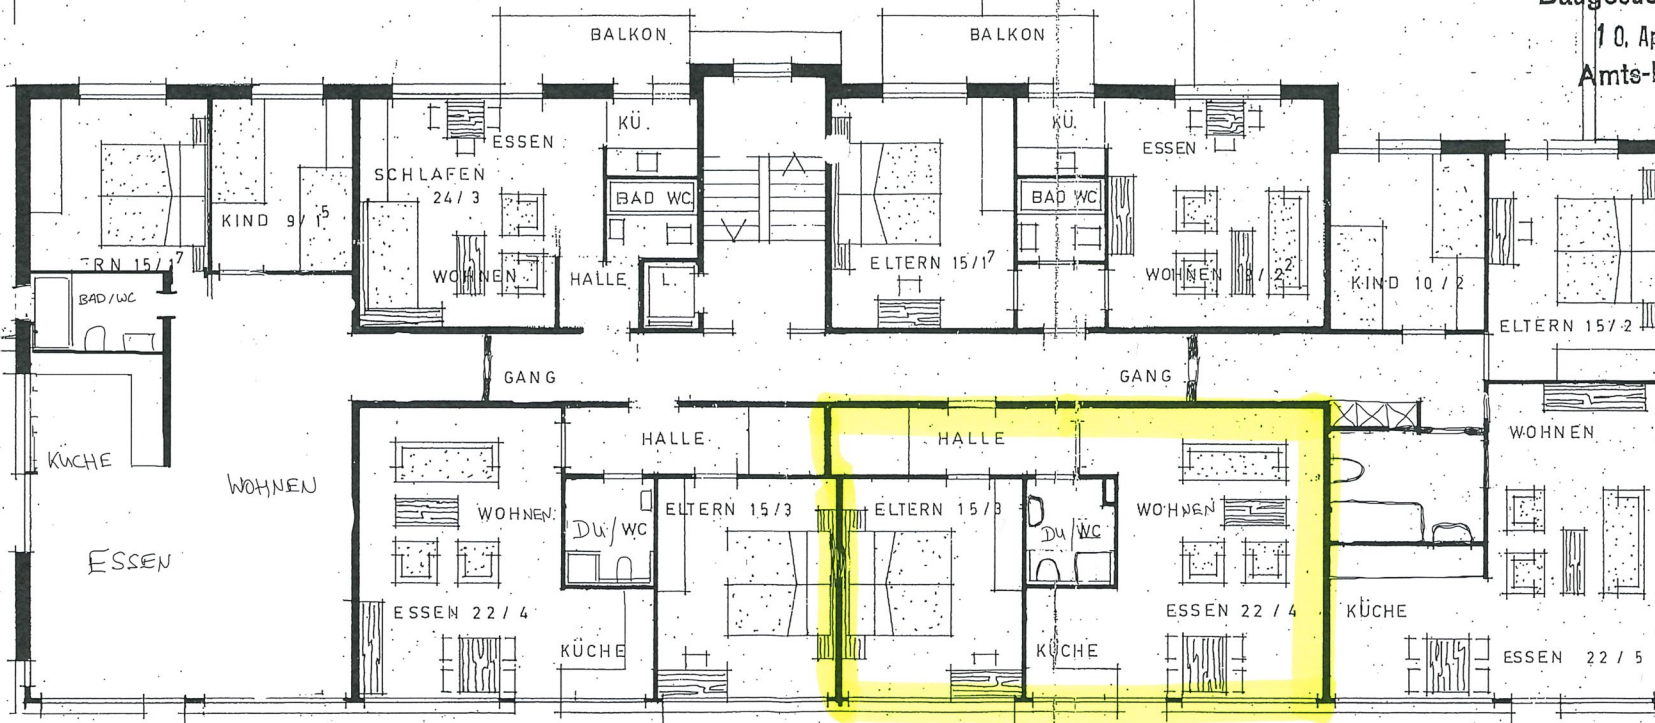 10. Ap
Amts-
BALKON
BALKON
KÜ.
KÜ.
ESSEN
ESSEN
SCHLAFEN
24/3
BAD WC
BAD WC
KIND 9/1⁵
WOHNEN
HALLE
L.
ELTERN 15/1⁷
WOHNEN
KIND 10/2
RN 15/1⁷
BAD/WC
ELTERN 15/2
GANG
GANG
HALLE
HALLE
WOHNEN
KÜCHE
WOHNEN
WOHNEN
ELTERN 15/3
ELTERN 15/3
WOHNEN
DU/WC
DU/WC
ESSEN
ESSEN 22/4
ESSEN 22/4
KÜCHE
KÜCHE
KÜCHE
ESSEN 22/5